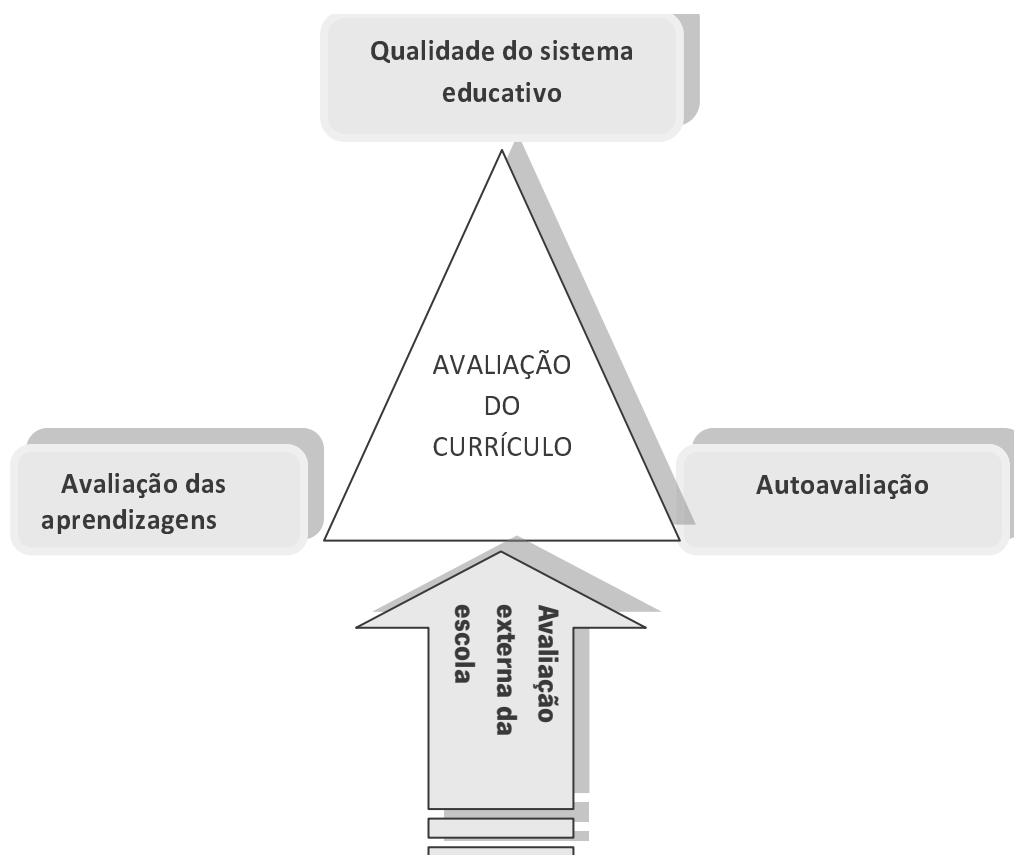 Qualidade do sistema
educativo
AVALIAÇÃO
DO
CURRÍCULO
Avaliação das
aprendizagens
Autoavaliação
Avaliação
externa da
escola